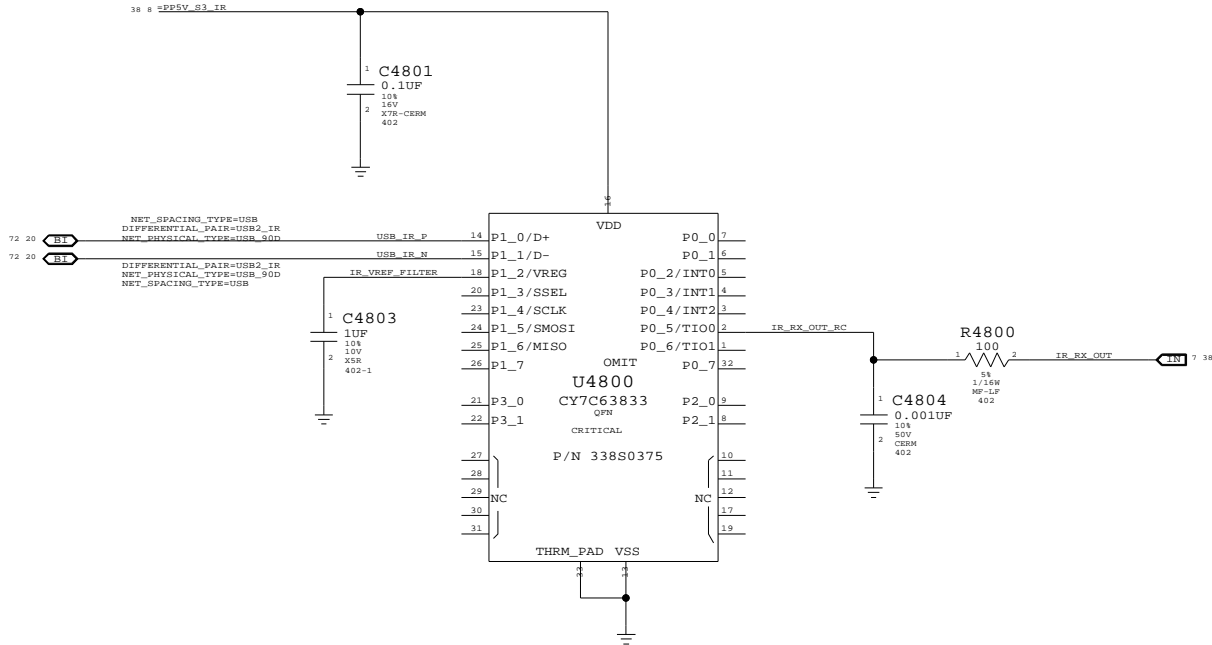 38 8 =PP5V_S3_IR
1 C4801
0.1UF
10%
16V
2 X7R-CERM
402
16
VDD
NET_SPACING_TYPE=USB
DIFFERENTIAL_PAIR=USB2_IR
NET_PHYSICAL_TYPE=USB_90D
72 20 BI USB_IR_P 14 P1_0/D+ P0_0 7
72 20 BI USB_IR_N 15 P1_1/D- P0_1 6
DIFFERENTIAL_PAIR=USB2_IR
NET_PHYSICAL_TYPE=USB_90D
NET_SPACING_TYPE=USB
IR_VREF_FILTER 18 P1_2/VREG P0_2/INT0 5
20 P1_3/SSEL P0_3/INT1 4
23 P1_4/SCLK P0_4/INT2 3
24 P1_5/SMOSI P0_5/TIO0 2 IR_RX_OUT_RC
25 P1_6/MISO P0_6/TIO1 1
26 P1_7 P0_7 32
1 C4803
1UF
10%
10V
2 X5R
402-1
OMIT
U4800
CY7C63833
QFN
CRITICAL
P/N 338S0375
21 P3_0 P2_0 9
22 P3_1 P2_1 8
27 10
28 11
29 NC NC 12
30 17
31 19
THRM_PAD VSS
33 13
R4800
100
1 2
5%
1/16W
MF-LF
402
IR_RX_OUT IN 7 38
1 C4804
0.001UF
10%
50V
2 CERM
402